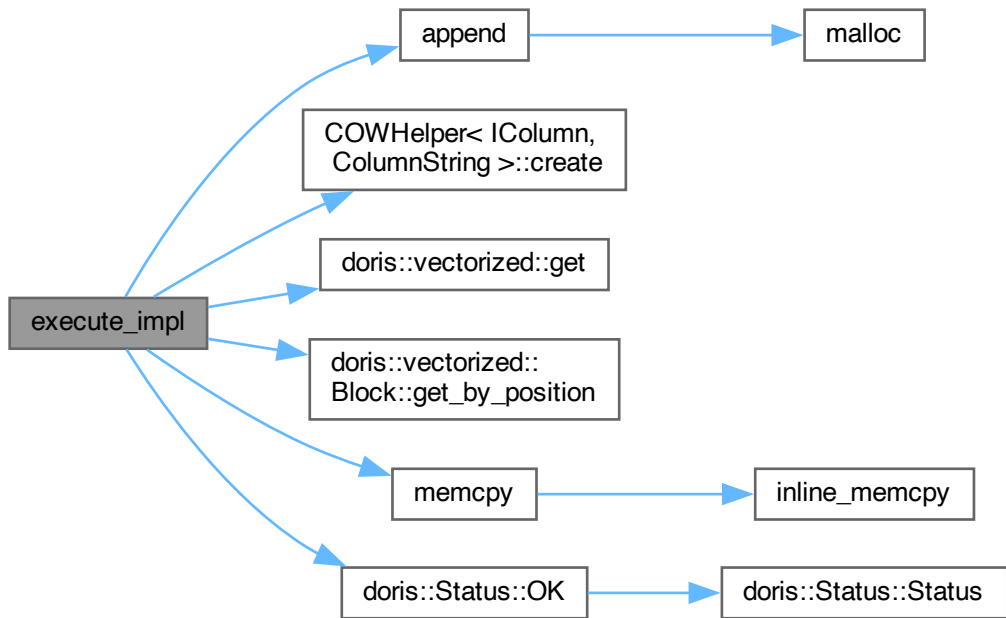 append
malloc
COWHelper< IColumn,
ColumnString >::create
doris::vectorized::get
execute_impl
doris::vectorized::
Block::get_by_position
memcpy
inline_memcpy
doris::Status::OK
doris::Status::Status